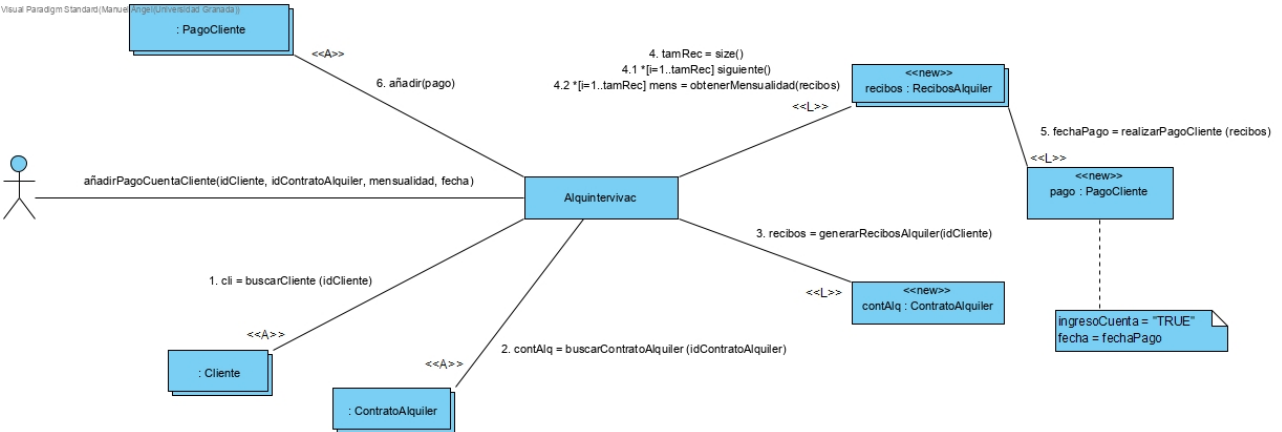 Visual Paradigm Standard(Manuel Angel(Universidad Granada))
: PagoCliente
<<A>>
6. añadir(pago)
4. tamRec = size()
4.1 *[i=1..tamRec] siguiente()
4.2 *[i=1..tamRec] mens = obtenerMensualidad(recibos)
<<L>>
<<new>>
recibos : RecibosAlquiler
5. fechaPago = realizarPagoCliente (recibos)
<<L>>
<<new>>
pago : PagoCliente
añadirPagoCuentaCliente(idCliente, idContratoAlquiler, mensualidad, fecha)
Alquintervivac
3. recibos = generarRecibosAlquiler(idCliente)
<<L>>
<<new>>
contAlq : ContratoAlquiler
ingresoCuenta = "TRUE"
fecha = fechaPago
1. cli = buscarCliente (idCliente)
<<A>>
: Cliente
2. contAlq = buscarContratoAlquiler (idContratoAlquiler)
<<A>>
: ContratoAlquiler